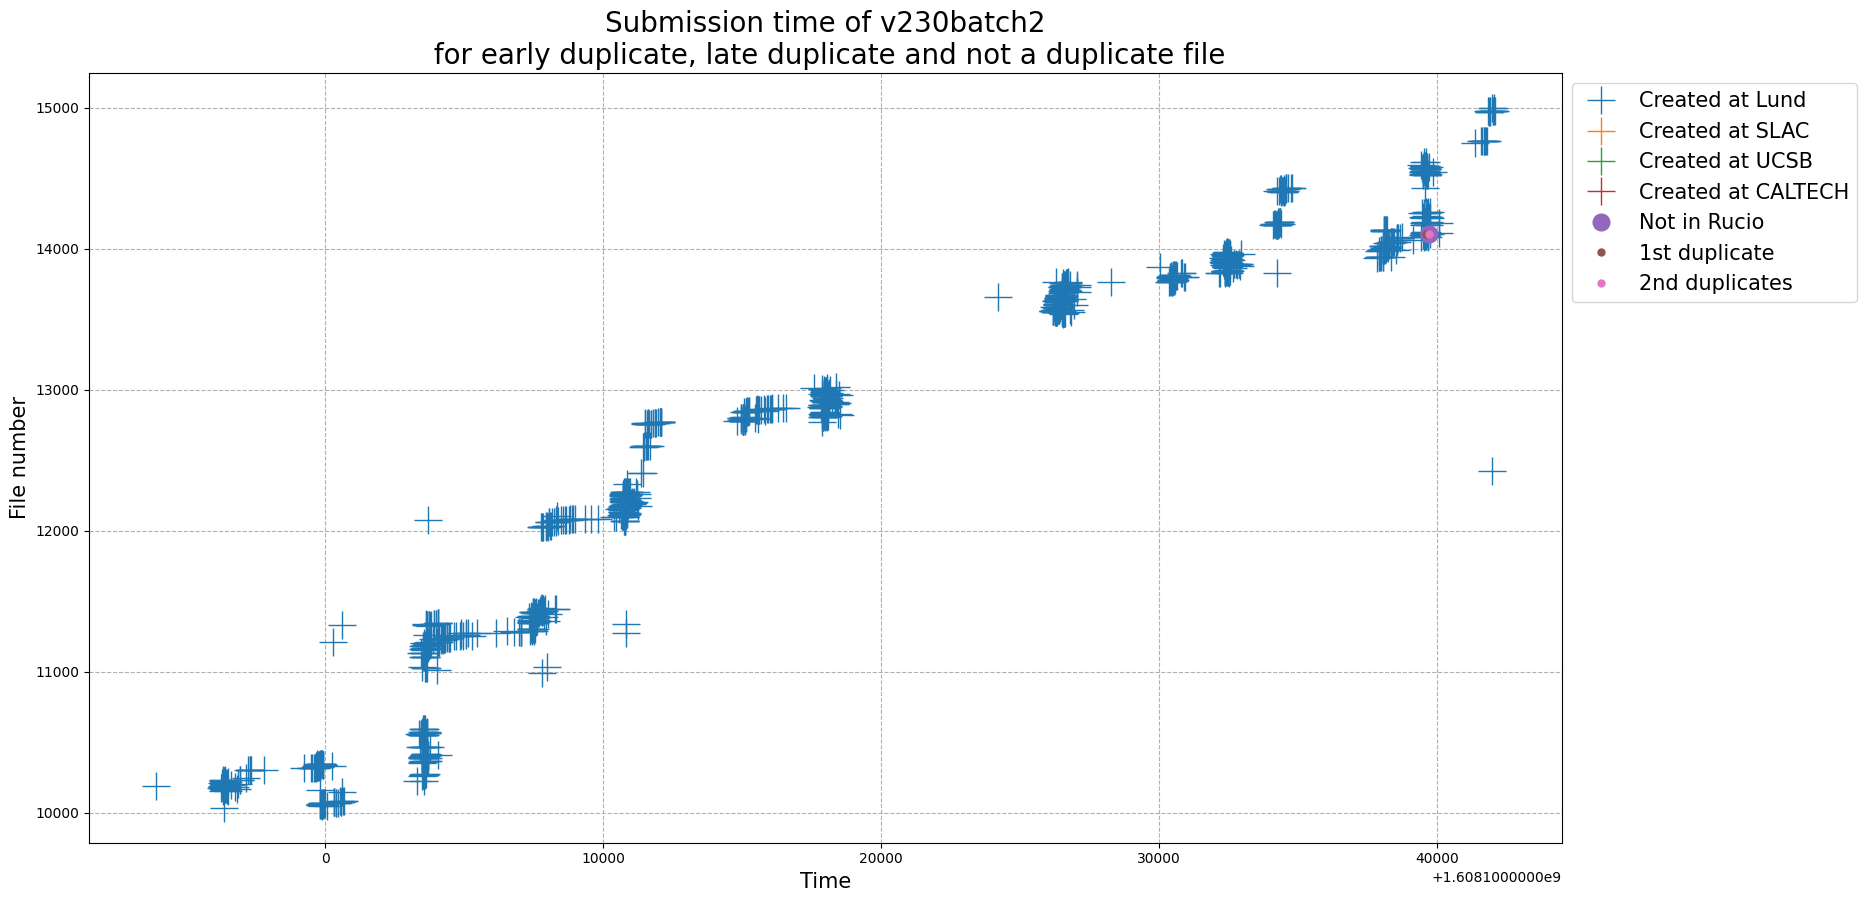 Submission time of v230batch2
for early duplicate, late duplicate and not a duplicate file
15000
14000
13000
12000
11000
10000
File number
0
10000
20000
30000
40000
+1.6081000000e9
Time
Created at Lund
Created at SLAC
Created at UCSB
Created at CALTECH
Not in Rucio
1st duplicate
2nd duplicates